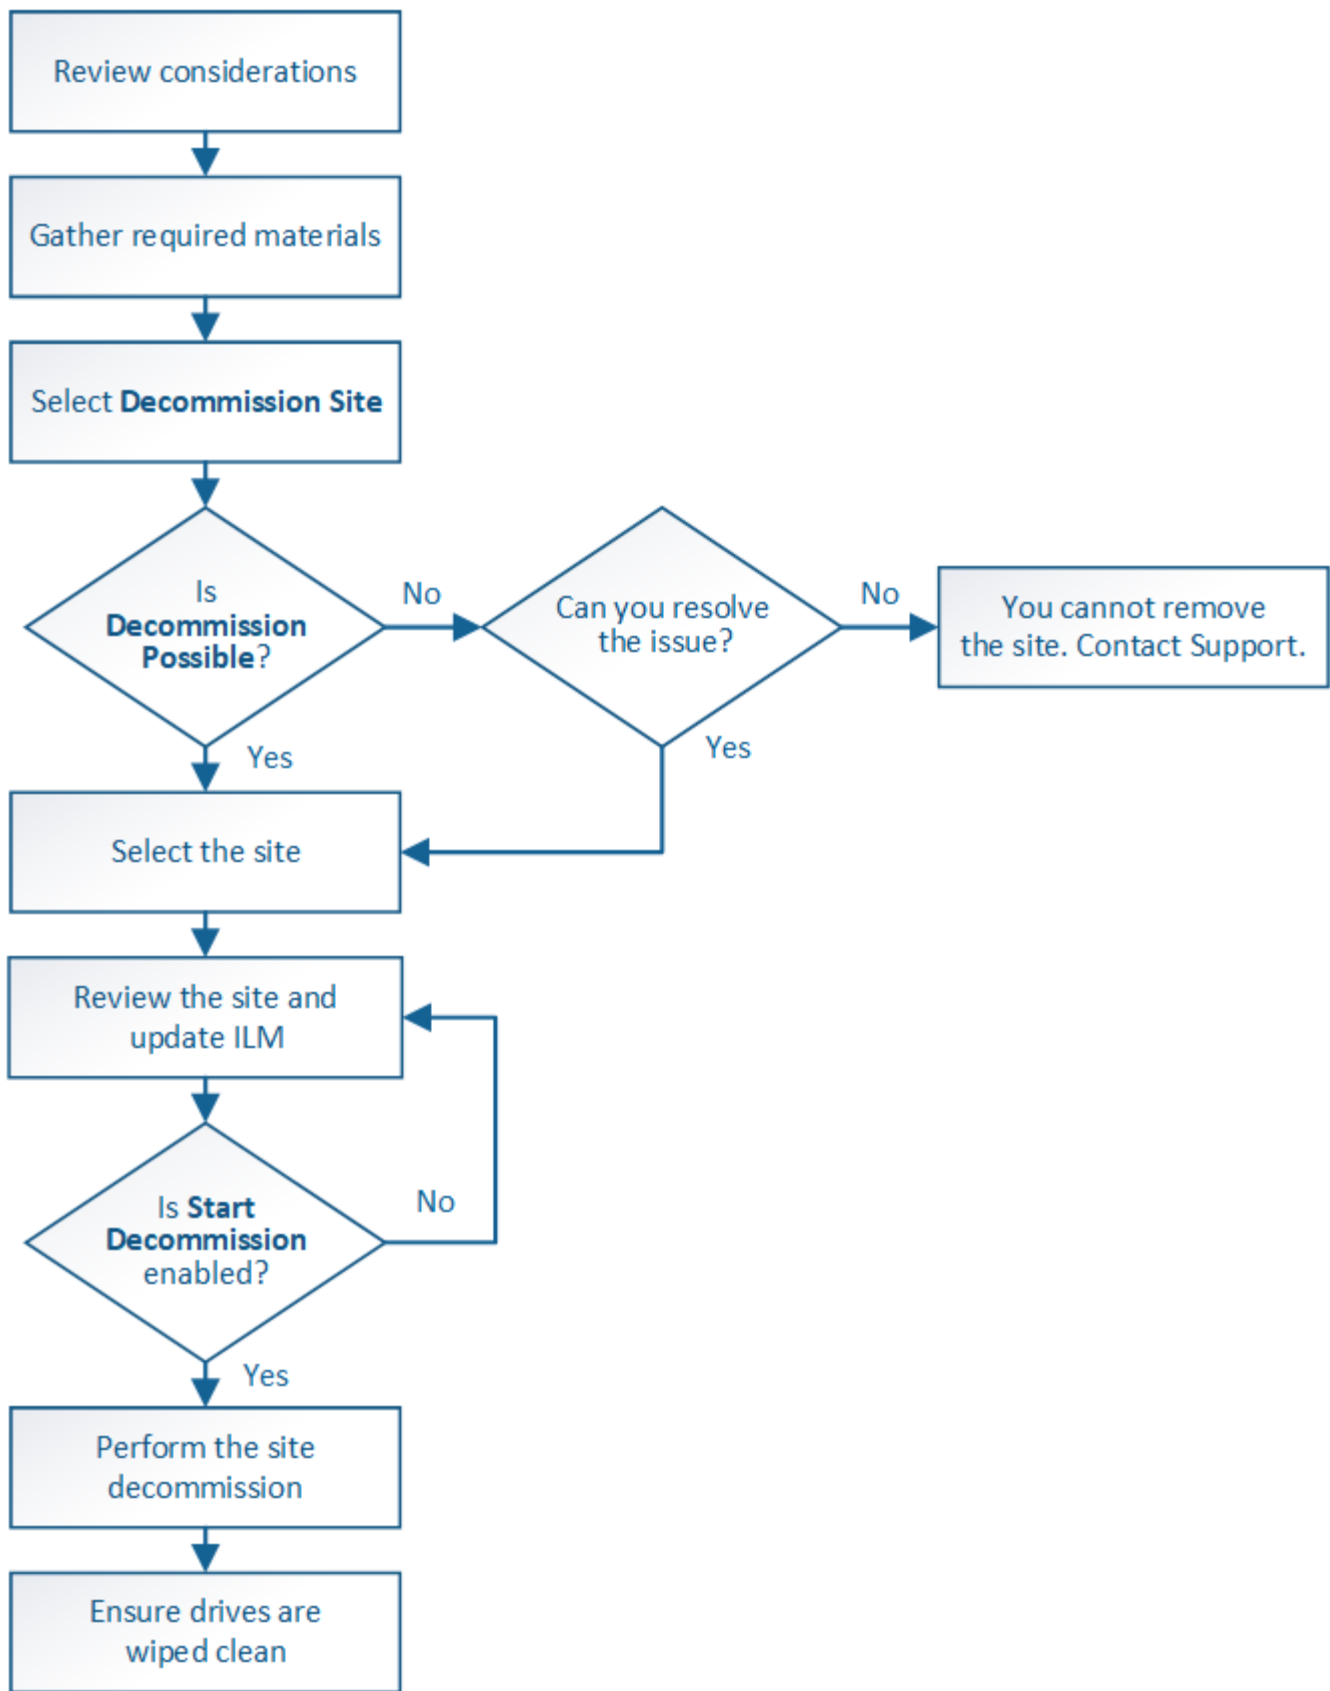 Review considerations
Gather required materials
Select Decommission Site
Is
Decommission
Possible?
No
Can you resolve
the issue?
No
You cannot remove
the site. Contact Support.
Yes
Yes
Select the site
Review the site and
update ILM
Is Start
Decommission
enabled?
No
Yes
Perform the site
decommission
Ensure drives are
wiped clean